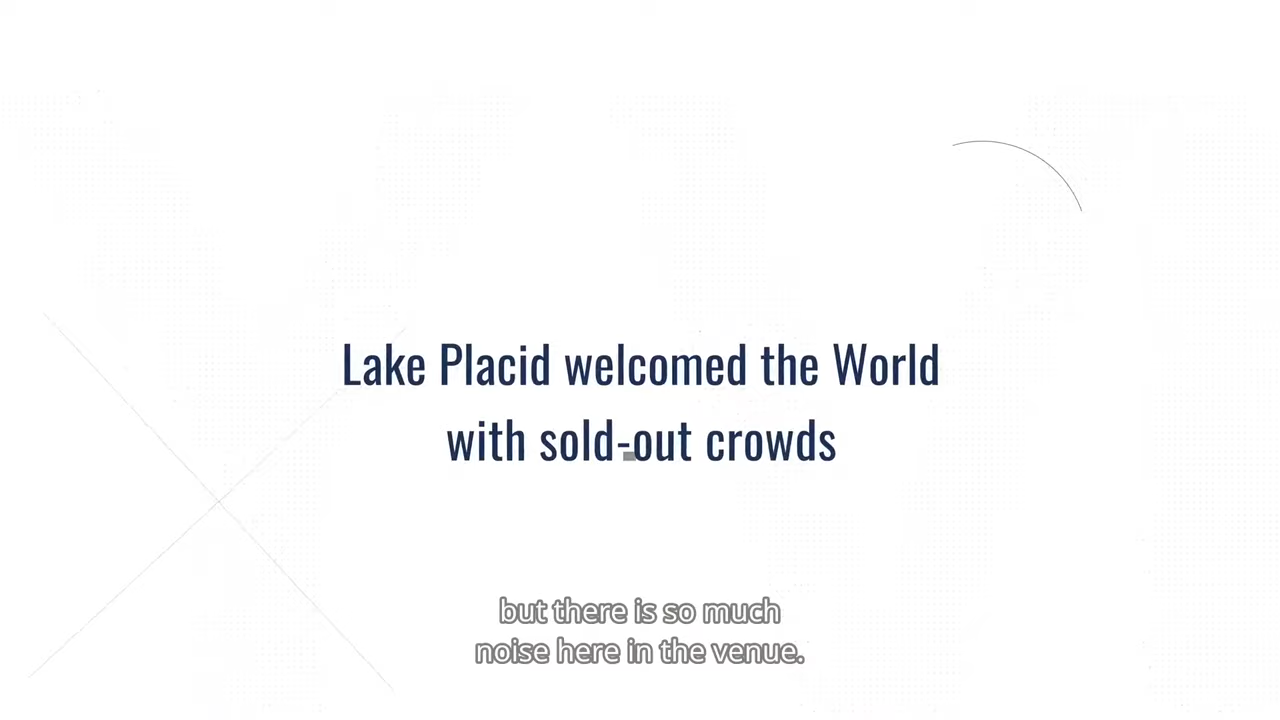 Lake Placid welcomed the World
with sold-out crowds
but there is so much
noise here in the venue.